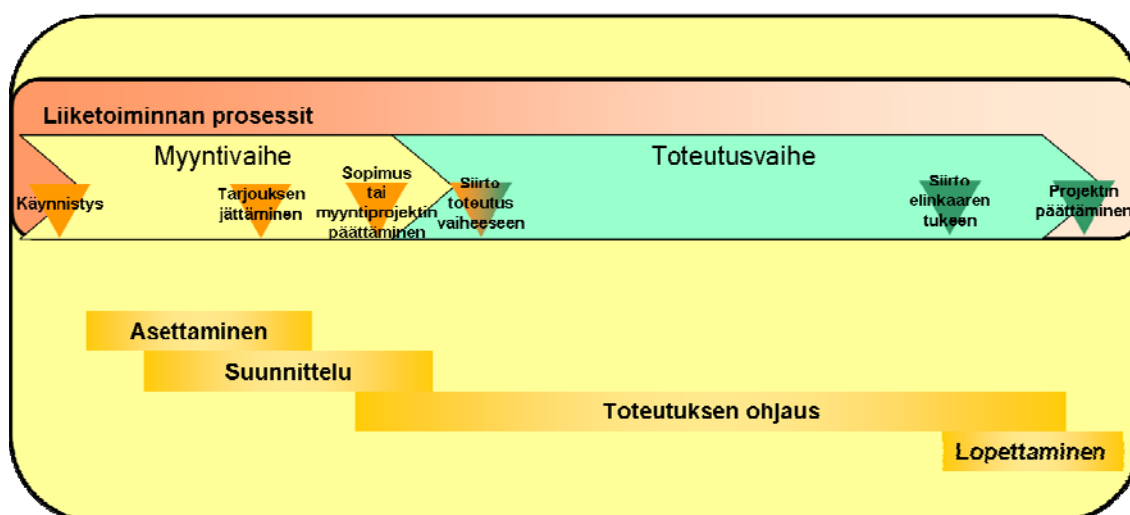 Liiketoiminnan prosessit
Myyntivaihe
Toteutusvaihe
Käynnistys
Tarjouksen
jättäminen
Sopimus
tai
myyntiprojektin
päättäminen
Siirto
toteutus
vaiheeseen
Siirto
elinkaaren
tukeen
Projektin
päättäminen
Asettaminen
Suunnittelu
Toteutuksen ohjaus
Lopettaminen